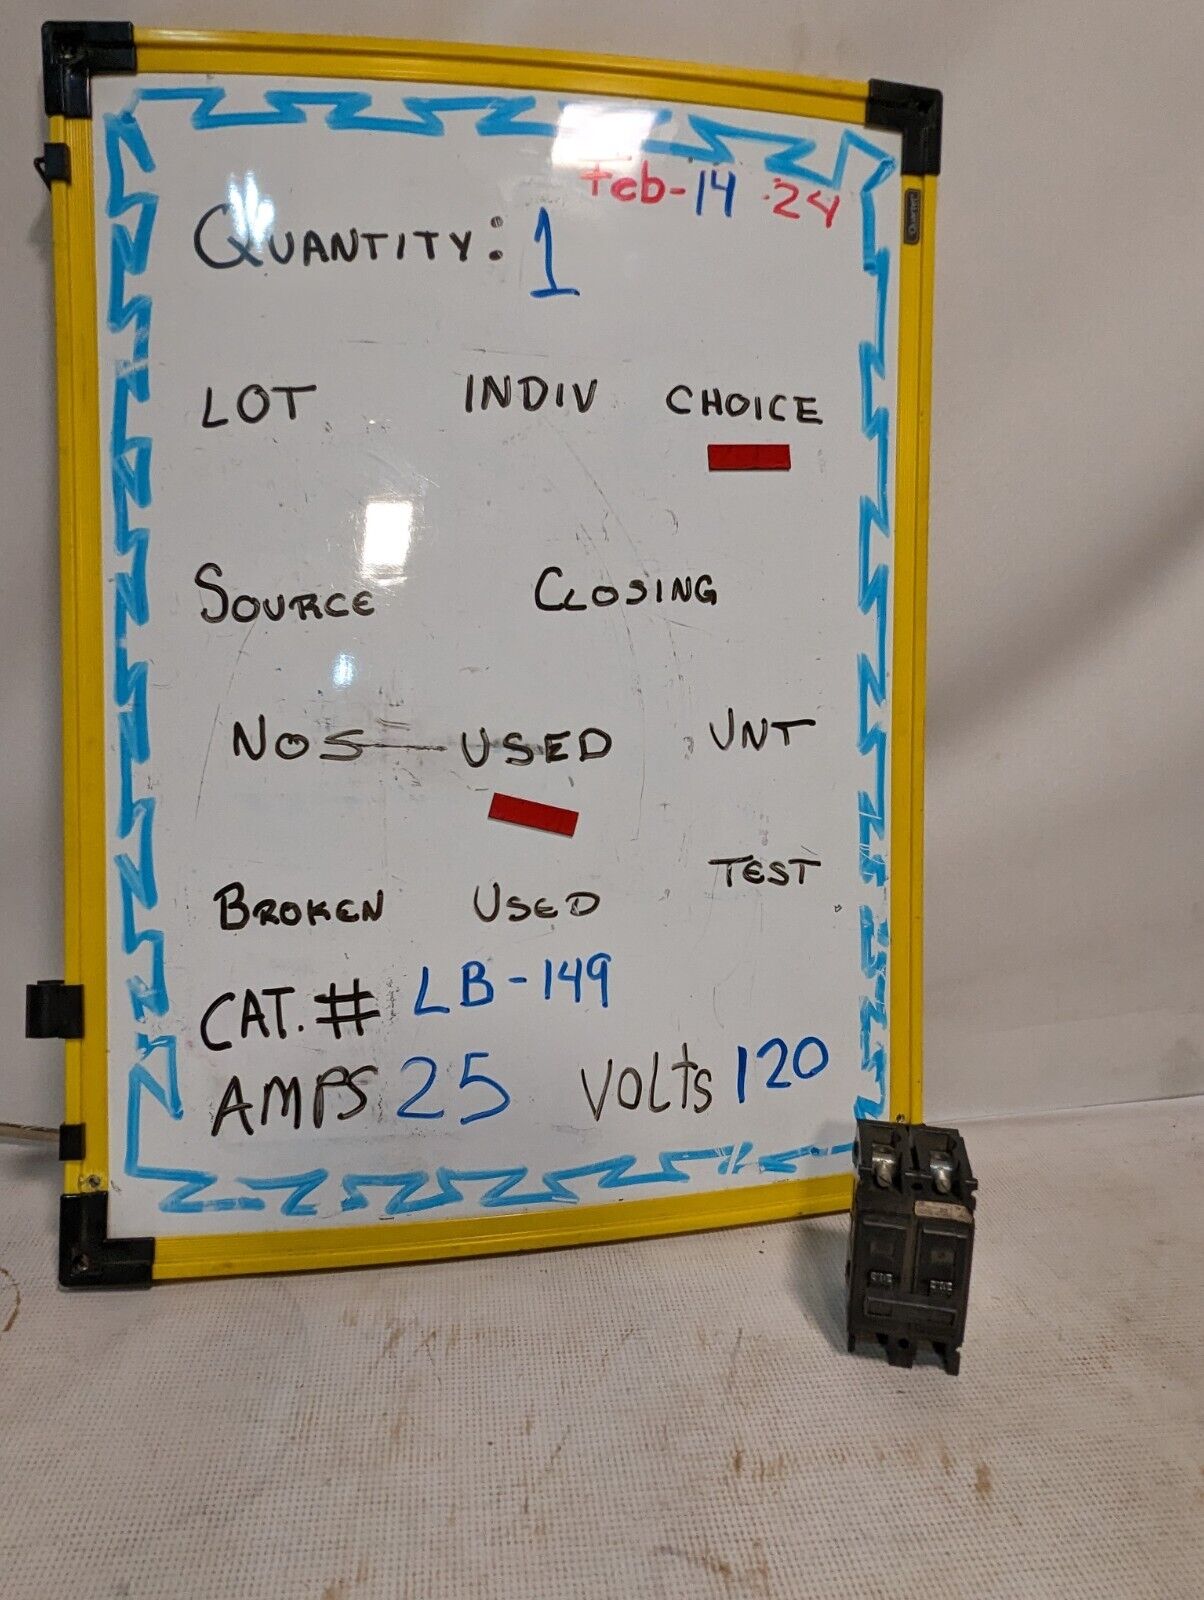 Feb-14 24
QUANTITY: 1
LOT INDIV CHOICE
SOURCE CLOSING
NOS USED UNT
TEST
BROKEN USED
CAT. # LB-149
AMPS 25 VOLTS 120
Quartet